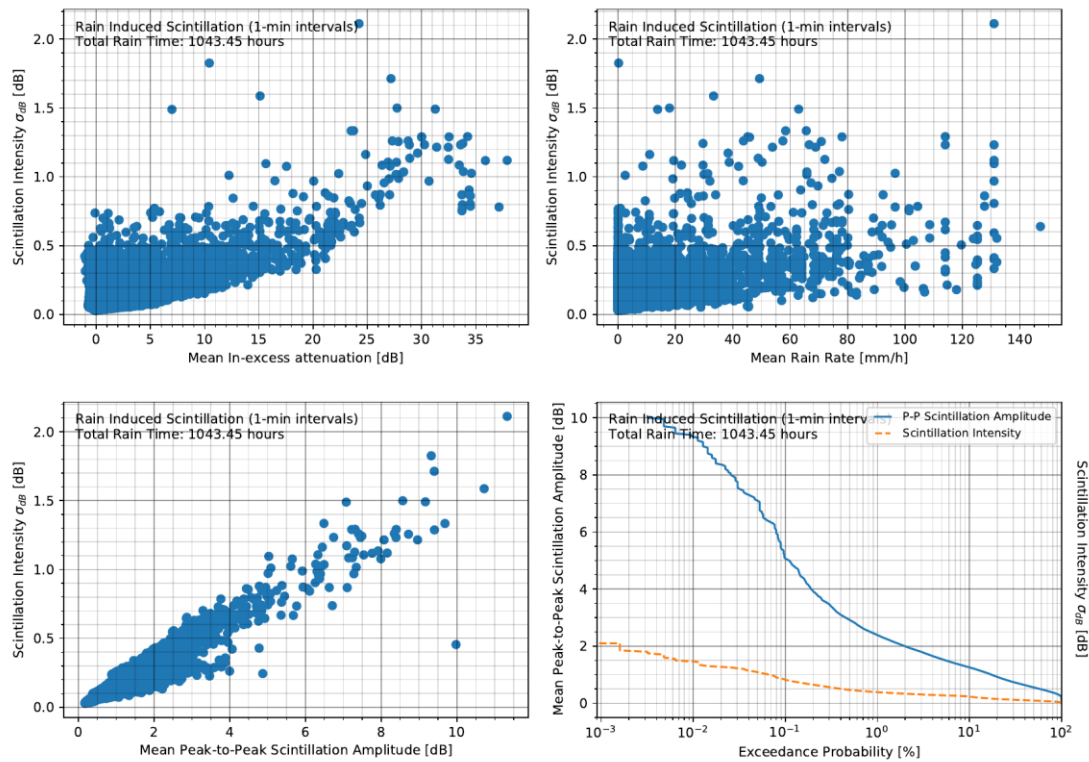 Rain Induced Scintillation (1-min intervals)
Total Rain Time: 1043.45 hours
Scintillation Intensity σdB [dB]
2.0
1.5
1.0
0.5
0.0
0 5 10 15 20 25 30 35
Mean In-excess attenuation [dB]
Rain Induced Scintillation (1-min intervals)
Total Rain Time: 1043.45 hours
Scintillation Intensity σdB [dB]
2.0
1.5
1.0
0.5
0.0
0 20 40 60 80 100 120 140
Mean Rain Rate [mm/h]
Rain Induced Scintillation (1-min intervals)
Total Rain Time: 1043.45 hours
Scintillation Intensity σdB [dB]
2.0
1.5
1.0
0.5
0.0
0 2 4 6 8 10
Mean Peak-to-Peak Scintillation Amplitude [dB]
Rain Induced Scintillation (1-min intervals)
Total Rain Time: 1043.45 hours
P-P Scintillation Amplitude
Scintillation Intensity
Mean Peak-to-Peak Scintillation Amplitude [dB]
10
8
6
4
2
0
10⁻³ 10⁻² 10⁻¹ 10⁰ 10¹ 10²
Exceedance Probability [%]
Scintillation Intensity σdB [dB]